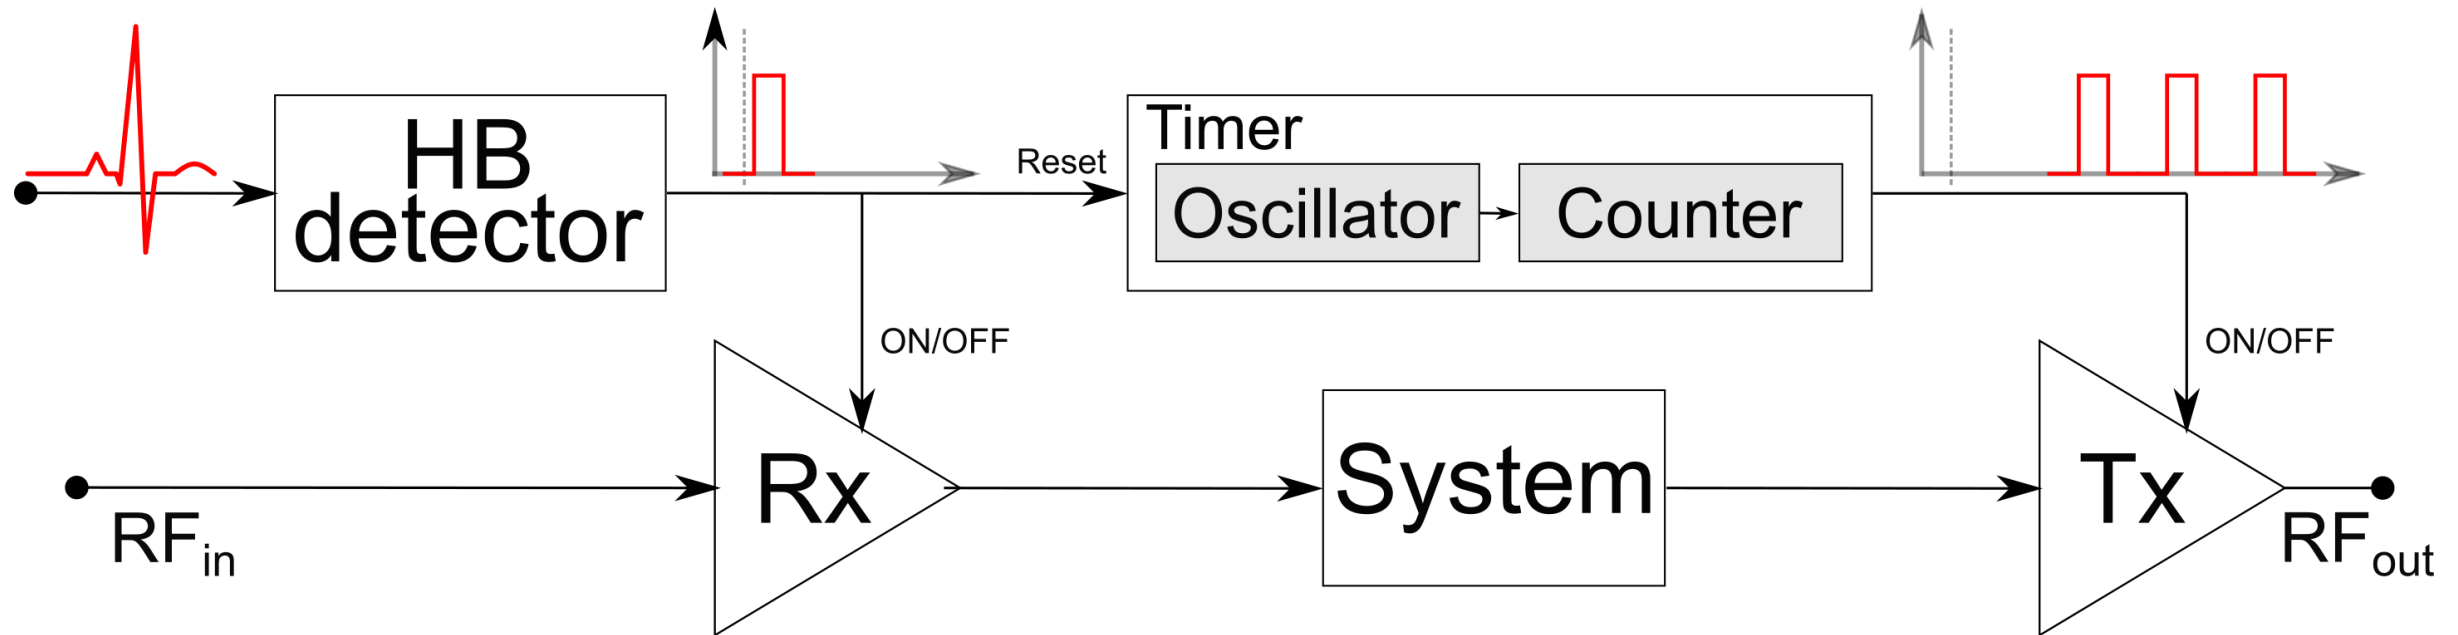 HB
detector
Reset
Timer
Oscillator
Counter
ON/OFF
ON/OFF
Rx
System
Tx
RFin
RFout